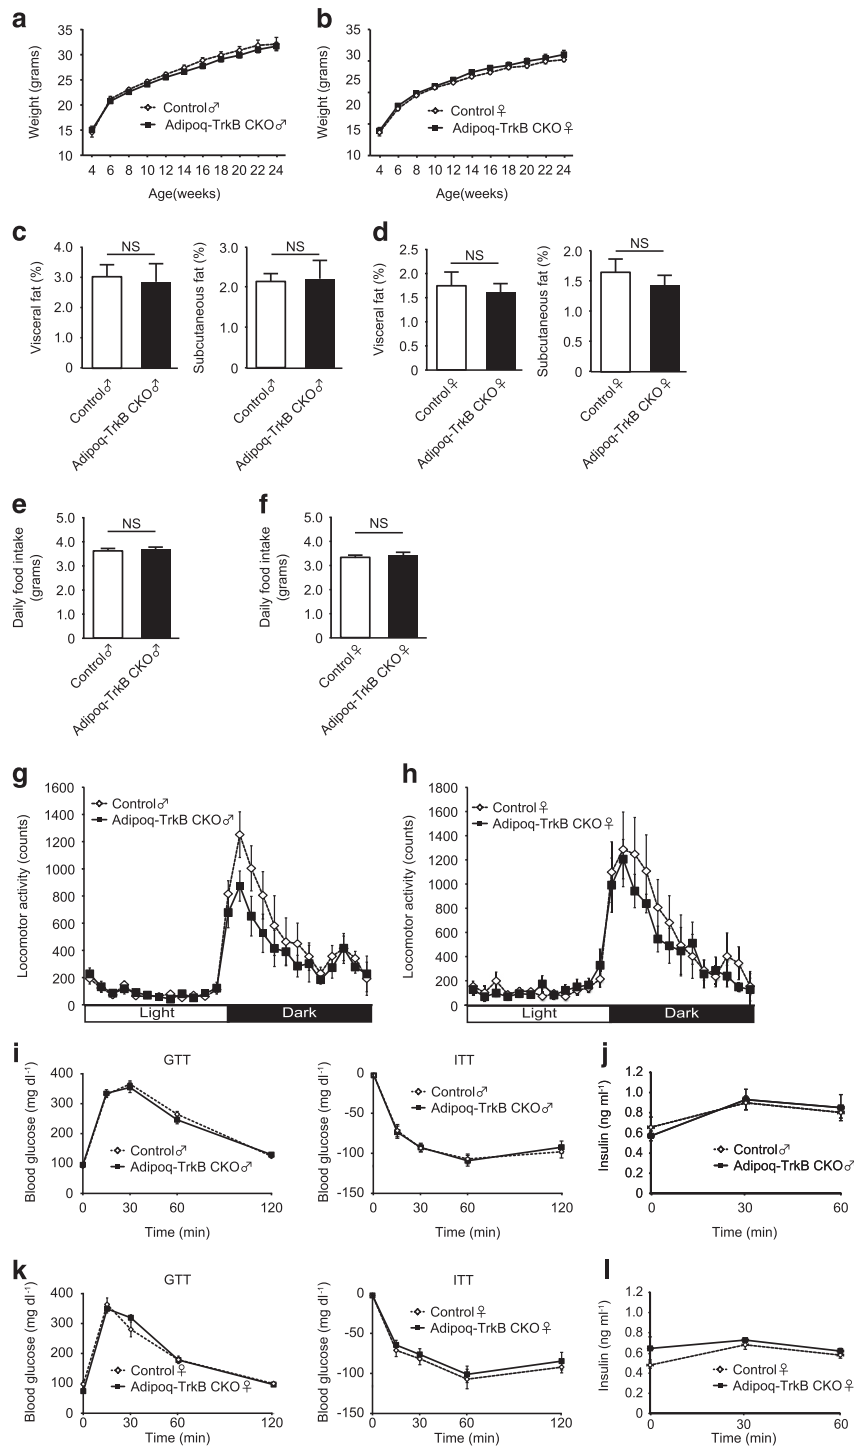 a
Weight (grams)
35
30
25
20
15
10
Control♂
Adipoq-TrkB CKO♂
4 6 8 10 12 14 16 18 20 22 24
Age(weeks)
b
Weight (grams)
35
30
25
20
15
10
Control♀
Adipoq-TrkB CKO♀
4 6 8 10 12 14 16 18 20 22 24
Age(weeks)
c
Visceral fat (%)
4.0
3.0
2.0
1.0
0
NS
Control♂
Adipoq-TrkB CKO♂
Subcutaneous fat (%)
3.0
2.0
1.0
0
NS
Control♂
Adipoq-TrkB CKO♂
d
Visceral fat (%)
2.5
2.0
1.5
1.0
0.5
0
NS
Control♀
Adipoq-TrkB CKO♀
Subcutaneous fat (%)
2.0
1.5
1.0
0.5
0
NS
Control♀
Adipoq-TrkB CKO♀
e
Daily food intake
(grams)
5.0
4.0
3.0
2.0
1.0
0
NS
Control♂
Adipoq-TrkB CKO♂
f
Daily food intake
(grams)
5.0
4.0
3.0
2.0
1.0
0
NS
Control♀
Adipoq-TrkB CKO♀
g
Locomotor activity (counts)
1600
1400
1200
1000
800
600
400
200
0
Control♂
Adipoq-TrkB CKO♂
Light Dark
h
Locomotor activity (counts)
1800
1600
1400
1200
1000
800
600
400
200
0
Control♀
Adipoq-TrkB CKO♀
Light Dark
i
GTT
Blood glucose (mg dl⁻¹)
400
300
200
100
0
Control♂
Adipoq-TrkB CKO♂
0 30 60 120
Time (min)
ITT
Blood glucose (mg dl⁻¹)
0
-50
-100
-150
Control♂
Adipoq-TrkB CKO♂
0 30 60 120
Time (min)
j
Insulin (ng ml⁻¹)
1.2
1
0.8
0.6
0.4
0.2
0
Control♂
Adipoq-TrkB CKO♂
0 30 60
Time (min)
k
GTT
Blood glucose (mg dl⁻¹)
400
300
200
100
0
Control♀
Adipoq-TrkB CKO♀
0 30 60 120
Time (min)
ITT
Blood glucose (mg dl⁻¹)
0
-50
-100
-150
Control♀
Adipoq-TrkB CKO♀
0 30 60 120
Time (min)
l
Insulin (ng ml⁻¹)
1.2
1
0.8
0.6
0.4
0.2
0
Control♀
Adipoq-TrkB CKO♀
0 30 60
Time (min)